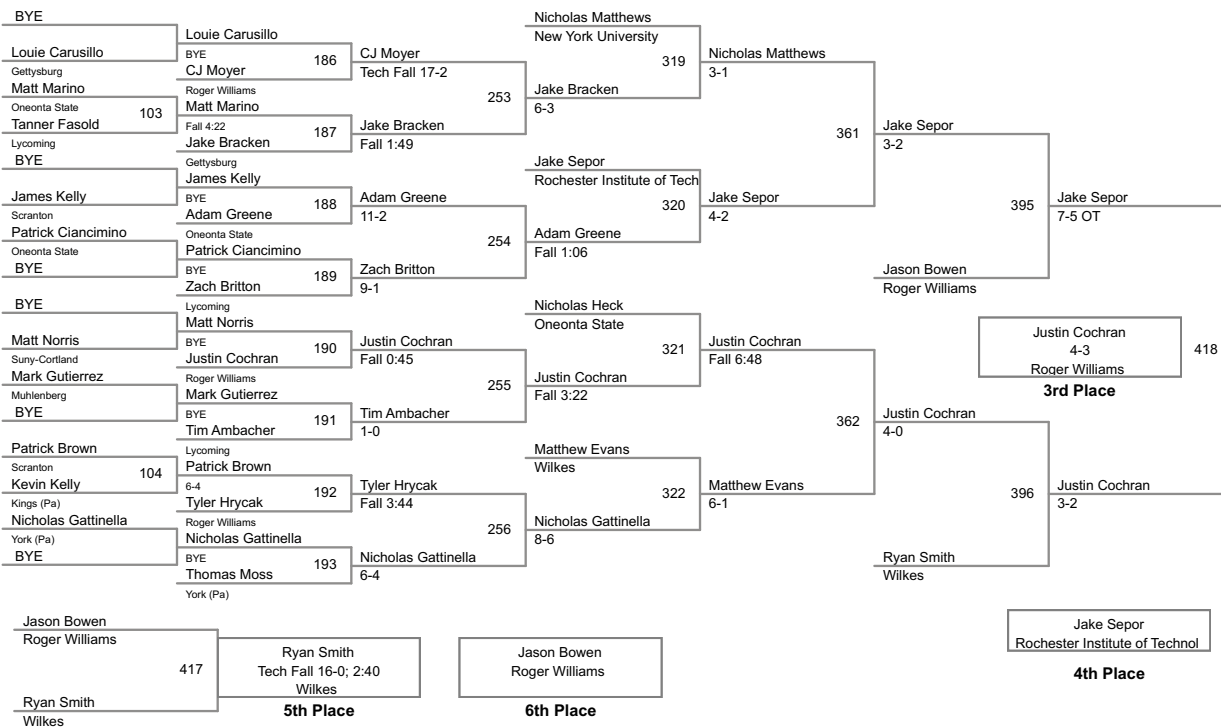 BYE
Louie Carusillo
Gettysburg
Matt Marino
Oneonta State
103
Tanner Fasold
Lycoming
BYE
James Kelly
Scranton
Patrick Ciancimino
Oneonta State
BYE
BYE
Matt Norris
Suny-Cortland
Mark Gutierrez
Muhlenberg
BYE
Patrick Brown
Scranton
104
Kevin Kelly
Kings (Pa)
Nicholas Gattinella
York (Pa)
BYE
Louie Carusillo
BYE
186
CJ Moyer
Roger Williams
Matt Marino
Fall 4:22
187
Jake Bracken
Gettysburg
James Kelly
BYE
188
Adam Greene
Oneonta State
Patrick Ciancimino
BYE
189
Zach Britton
Lycoming
Matt Norris
BYE
190
Justin Cochran
Roger Williams
Mark Gutierrez
BYE
191
Tim Ambacher
Lycoming
Patrick Brown
6-4
192
Tyler Hrycak
Roger Williams
Nicholas Gattinella
BYE
193
Thomas Moss
York (Pa)
CJ Moyer
Tech Fall 17-2
253
Jake Bracken
Fall 1:49
Adam Greene
11-2
254
Zach Britton
9-1
Justin Cochran
Fall 0:45
255
Tim Ambacher
1-0
Tyler Hrycak
Fall 3:44
256
Nicholas Gattinella
6-4
Nicholas Matthews
New York University
319
Jake Bracken
6-3
Jake Sepor
Rochester Institute of Tech
320
Adam Greene
Fall 1:06
Nicholas Heck
Oneonta State
321
Justin Cochran
Fall 3:22
Matthew Evans
Wilkes
322
Nicholas Gattinella
8-6
Nicholas Matthews
3-1
361
Jake Sepor
4-2
Justin Cochran
Fall 6:48
362
Matthew Evans
6-1
Jake Sepor
3-2
395
Jason Bowen
Roger Williams
Justin Cochran
4-0
396
Ryan Smith
Wilkes
Jake Sepor
7-5 OT
Justin Cochran
3-2
Justin Cochran
4-3
Roger Williams
418
3rd Place
Jake Sepor
Rochester Institute of Technol
4th Place
Jason Bowen
Roger Williams
417
Ryan Smith
Wilkes
Ryan Smith
Tech Fall 16-0; 2:40
Wilkes
5th Place
Jason Bowen
Roger Williams
6th Place